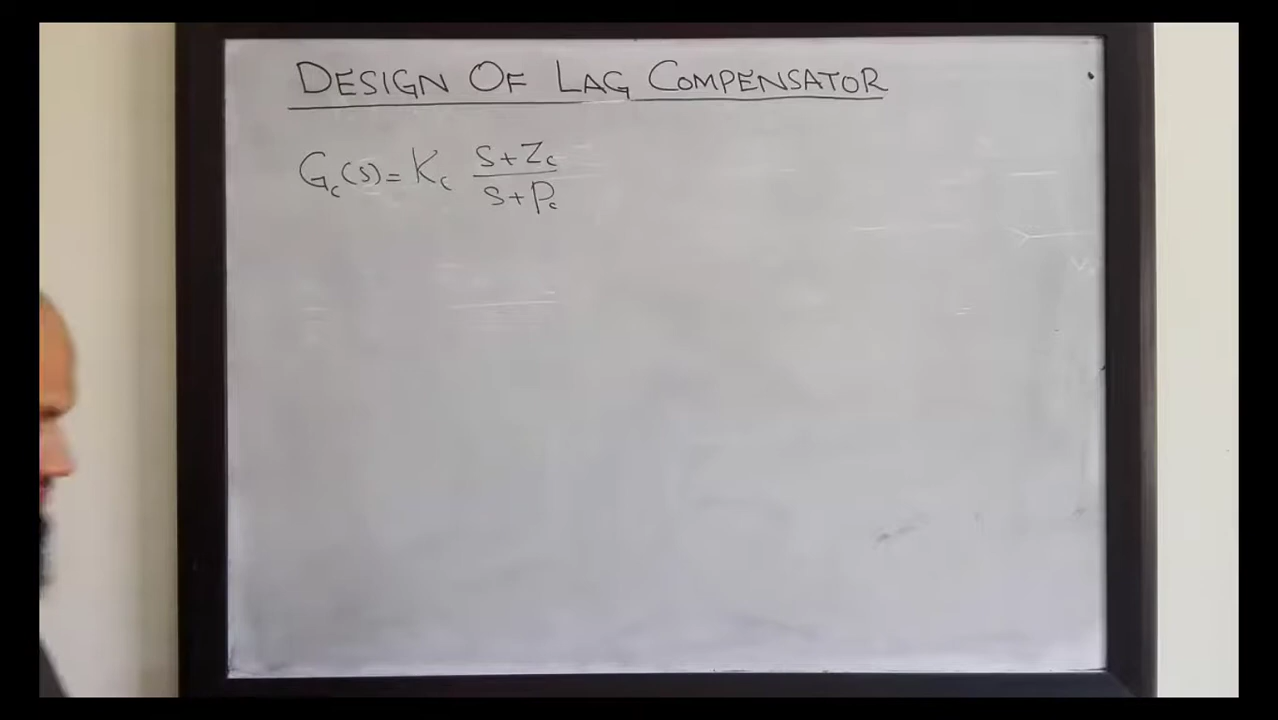 DESIGN OF LAG COMPENSATOR
Gc(s)= Kc (s+Zc)/(s+Pc)